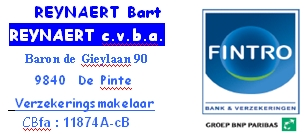 REYNAERT Bart
REYNAERT c.v.b.a.
Baron de Gieylaan 90
9840 De Pinte
Verzekeringsmakelaar
CBfa : 11874A-cB
FINTRO
BANK & VERZEKERINGEN
GROEP BNP PARIBAS